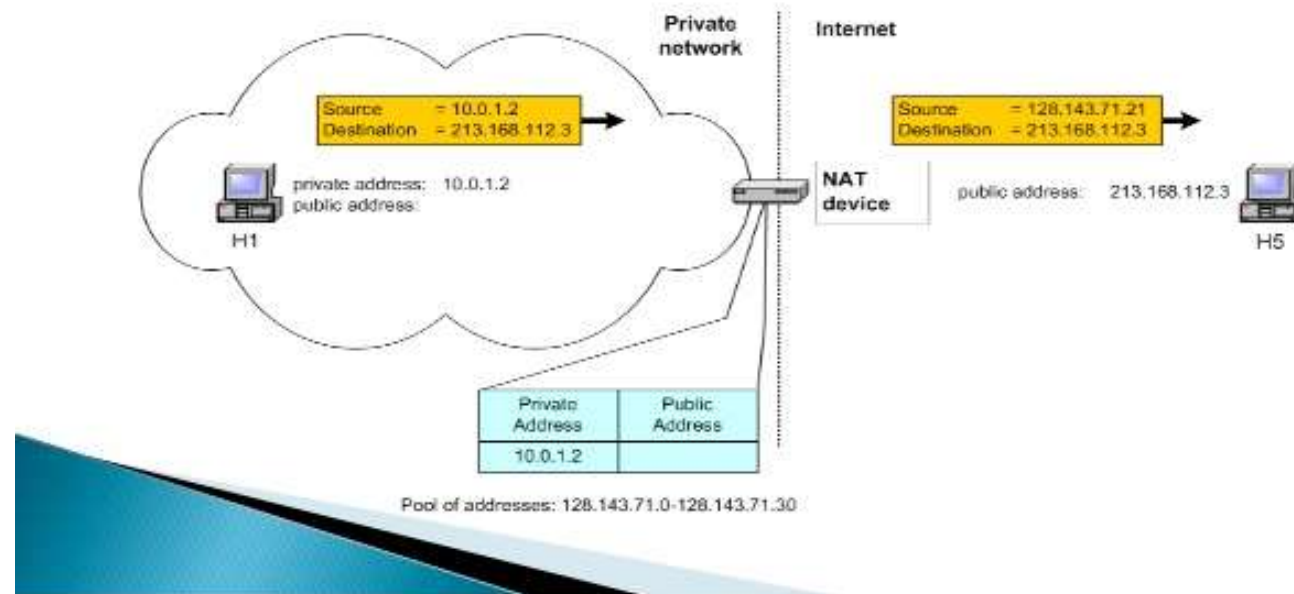 Private
network
Internet
Source = 10.0.1.2
Destination = 213.168.112.3
Source = 128.143.71.21
Destination = 213.168.112.3
private address: 10.0.1.2
public address:
H1
NAT
device
public address: 213.168.112.3
H5
Private
Address
Public
Address
10.0.1.2
Pool of addresses: 128.143.71.0-128.143.71.30